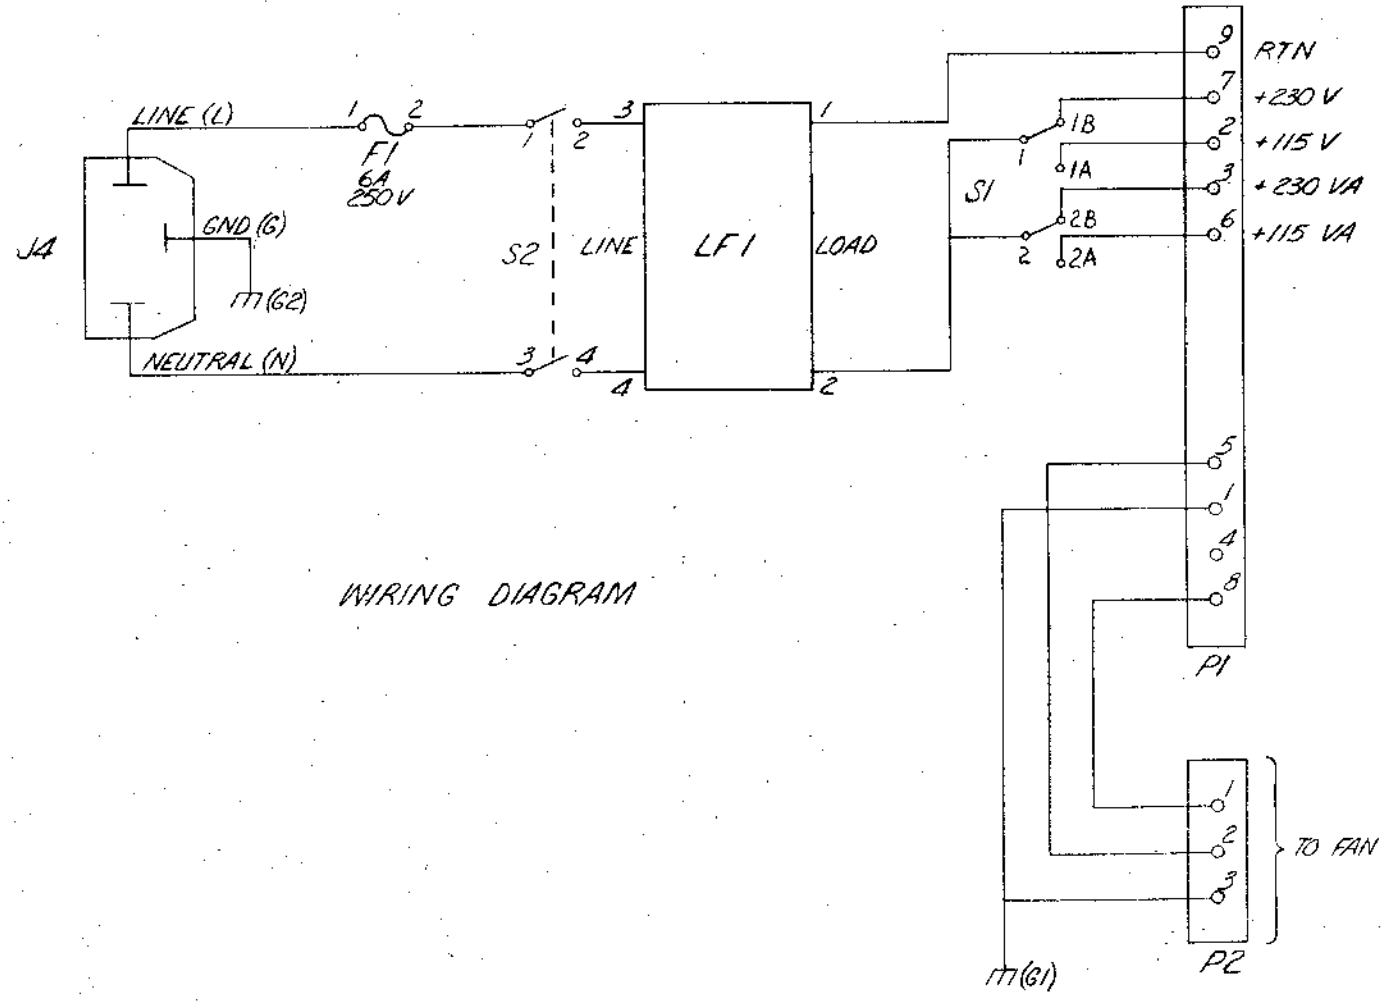 9 RTN
7 +230 V
LINE (L) 1 2 3 1 1B 2 +115 V
1 2 1
F1 1A 3 +230 VA
6A S1
250V
GND (G) 2B 6 +115 VA
J4 S2 LINE LF1 LOAD 2 2A
(G2)
NEUTRAL (N) 3 4
4 2
5
1
4
WIRING DIAGRAM 8
P1
1
2 TO FAN
3
P2
(G1)